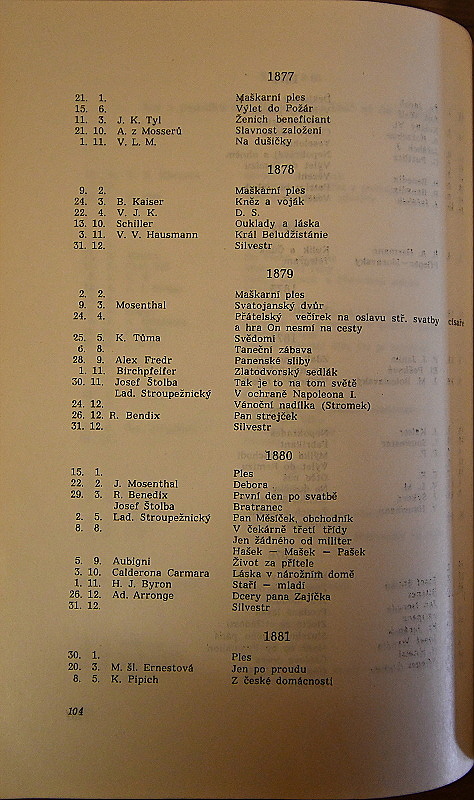 1877
21. 1. Maškarní ples
15. 6. Výlet do Požár
11. 3. J. K. Tyl Ženich beneficiant
21. 10. A. z Mosserů Slavnost založení
1. 11. V. L. M. Na dušičky
1878
9. 2. Maškarní ples
24. 3. B. Kaiser Kněz a voják
22. 4. V. J. K. D. S.
13. 10. Schiller Ouklady a láska
3. 11. V. V. Hausmann Král Beludžistánie
31. 12. Silvestr
1879
2. 2. Maškarní ples
9. 3. Mosenthal Svatojanský dvůr
24. 4. Přátelský večírek na oslavu stř. svatby císaře
a hra On nesmí na cesty
25. 5. K. Tůma Svědomí
6. 8. Taneční zábava
28. 9. Alex Fredr Panenské sliby
1. 11. Birchpfeifer Zlatodvorský sedlák
30. 11. Josef Štolba Tak je to na tom světě
Lad. Stroupežnický V ochraně Napoleona I.
24. 12. Vánoční nadílka (Stromek)
26. 12. R. Bendix Pan strejček
31. 12. Silvestr
1880
15. 1. Ples
22. 2. J. Mosenthal Debora
29. 3. R. Benedix První den po svatbě
Josef Štolba Bratranec
2. 5. Lad. Stroupežnický Pan Měsíček, obchodník
8. 8. V čekárně třetí třídy
Jen žádného od militer
Hašek — Mašek — Pašek
5. 9. Aubigni Život za přítele
3. 10. Calderona Carmara Láska v nárožním domě
1. 11. H. J. Byron Staří — mladí
26. 12. Ad. Arronge Dcery pana Zajíčka
31. 12. Silvestr
1881
30. 1. Ples
20. 3. M. šl. Ernestová Jen po proudu
8. 5. K. Pipich Z české domácnosti
104